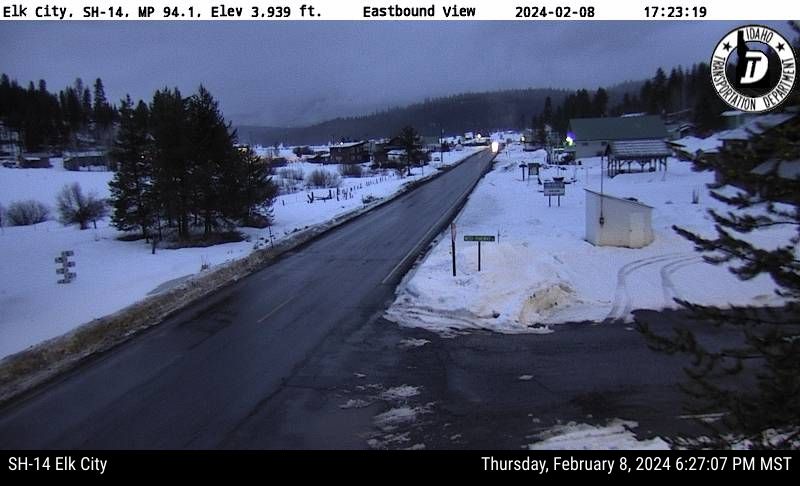 Elk City, SH-14, MP 94.1, Elev 3,939 ft. Eastbound View 2024-02-08 17:23:19
IDAHO
TRANSPORTATION DEPARTMENT
SH-14 Elk City Thursday, February 8, 2024 6:27:07 PM MST